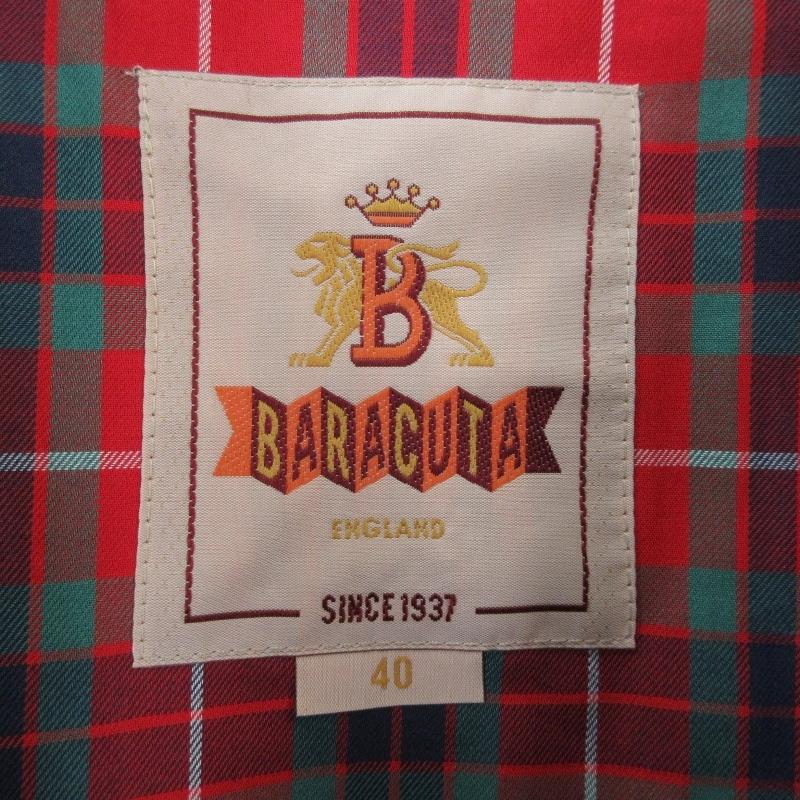 B
BARACUTA
ENGLAND
SINCE 1937
40